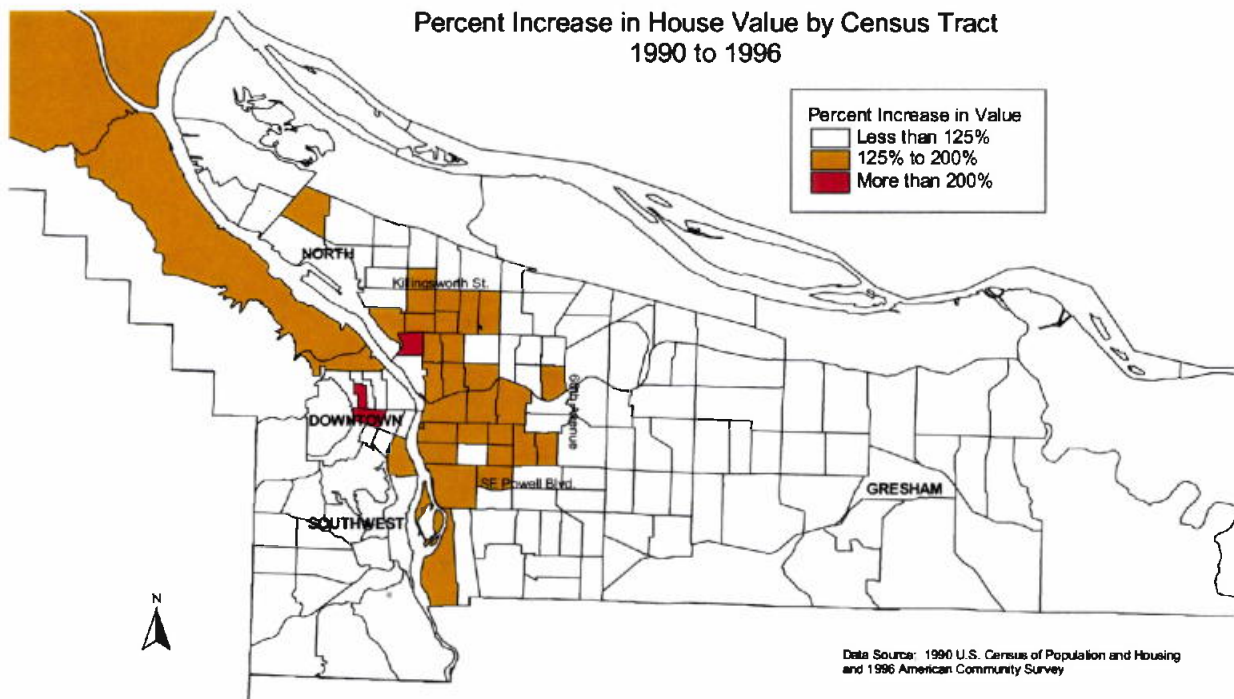 Percent Increase in House Value by Census Tract
1990 to 1996
Percent Increase in Value
Less than 125%
125% to 200%
More than 200%
NORTH
Killingsworth St.
60th Avenue
DOWNTOWN
SE Powell Blvd.
GRESHAM
SOUTHWEST
N
Data Source: 1990 U.S. Census of Population and Housing
and 1996 American Community Survey